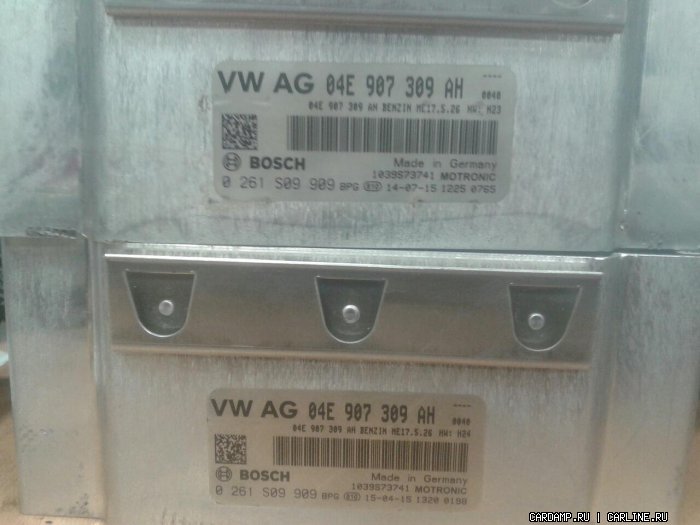 VW AG 04E 907 309 AH 0040
04E 907 309 AH BENZIN ME17.5.26 HW: H23
BOSCH
Made in Germany
1039S73741 MOTRONIC
0 261 S09 909 BPG 14-07-15 1225 0765
VW AG 04E 907 309 AH 0040
04E 907 309 AH BENZIN ME17.5.26 HW: H24
BOSCH
Made in Germany
1039S73741 MOTRONIC
0 261 S09 909 BPG 15-04-15 1320 0198
CARDAMP.RU | CARLINE.RU